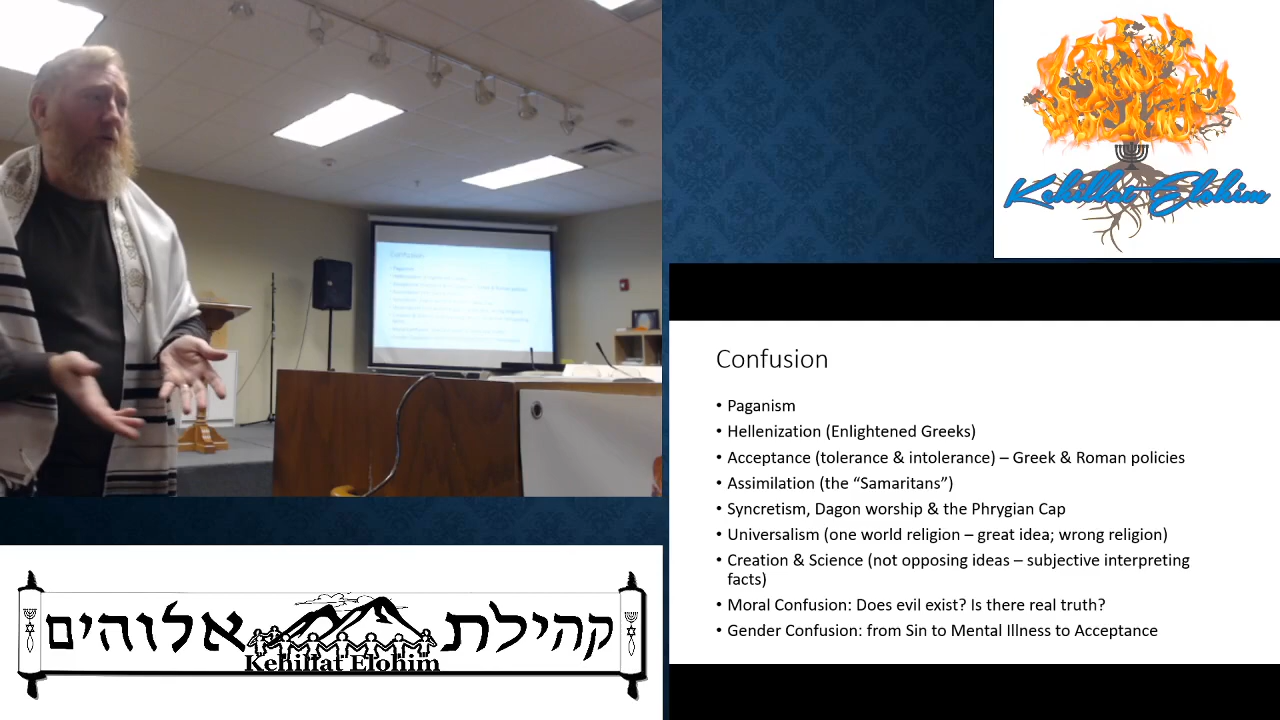 Kehillat Elohim
Confusion
• Paganism
• Hellenization (Enlightened Greeks)
• Acceptance (tolerance & intolerance) – Greek & Roman policies
• Assimilation (the “Samaritans”)
• Syncretism, Dagon worship & the Phrygian Cap
• Universalism (one world religion – great idea; wrong religion)
• Creation & Science (not opposing ideas – subjective interpreting
facts)
• Moral Confusion: Does evil exist? Is there real truth?
• Gender Confusion: from Sin to Mental Illness to Acceptance
קהילת אלוהים
Kehillat Elohim